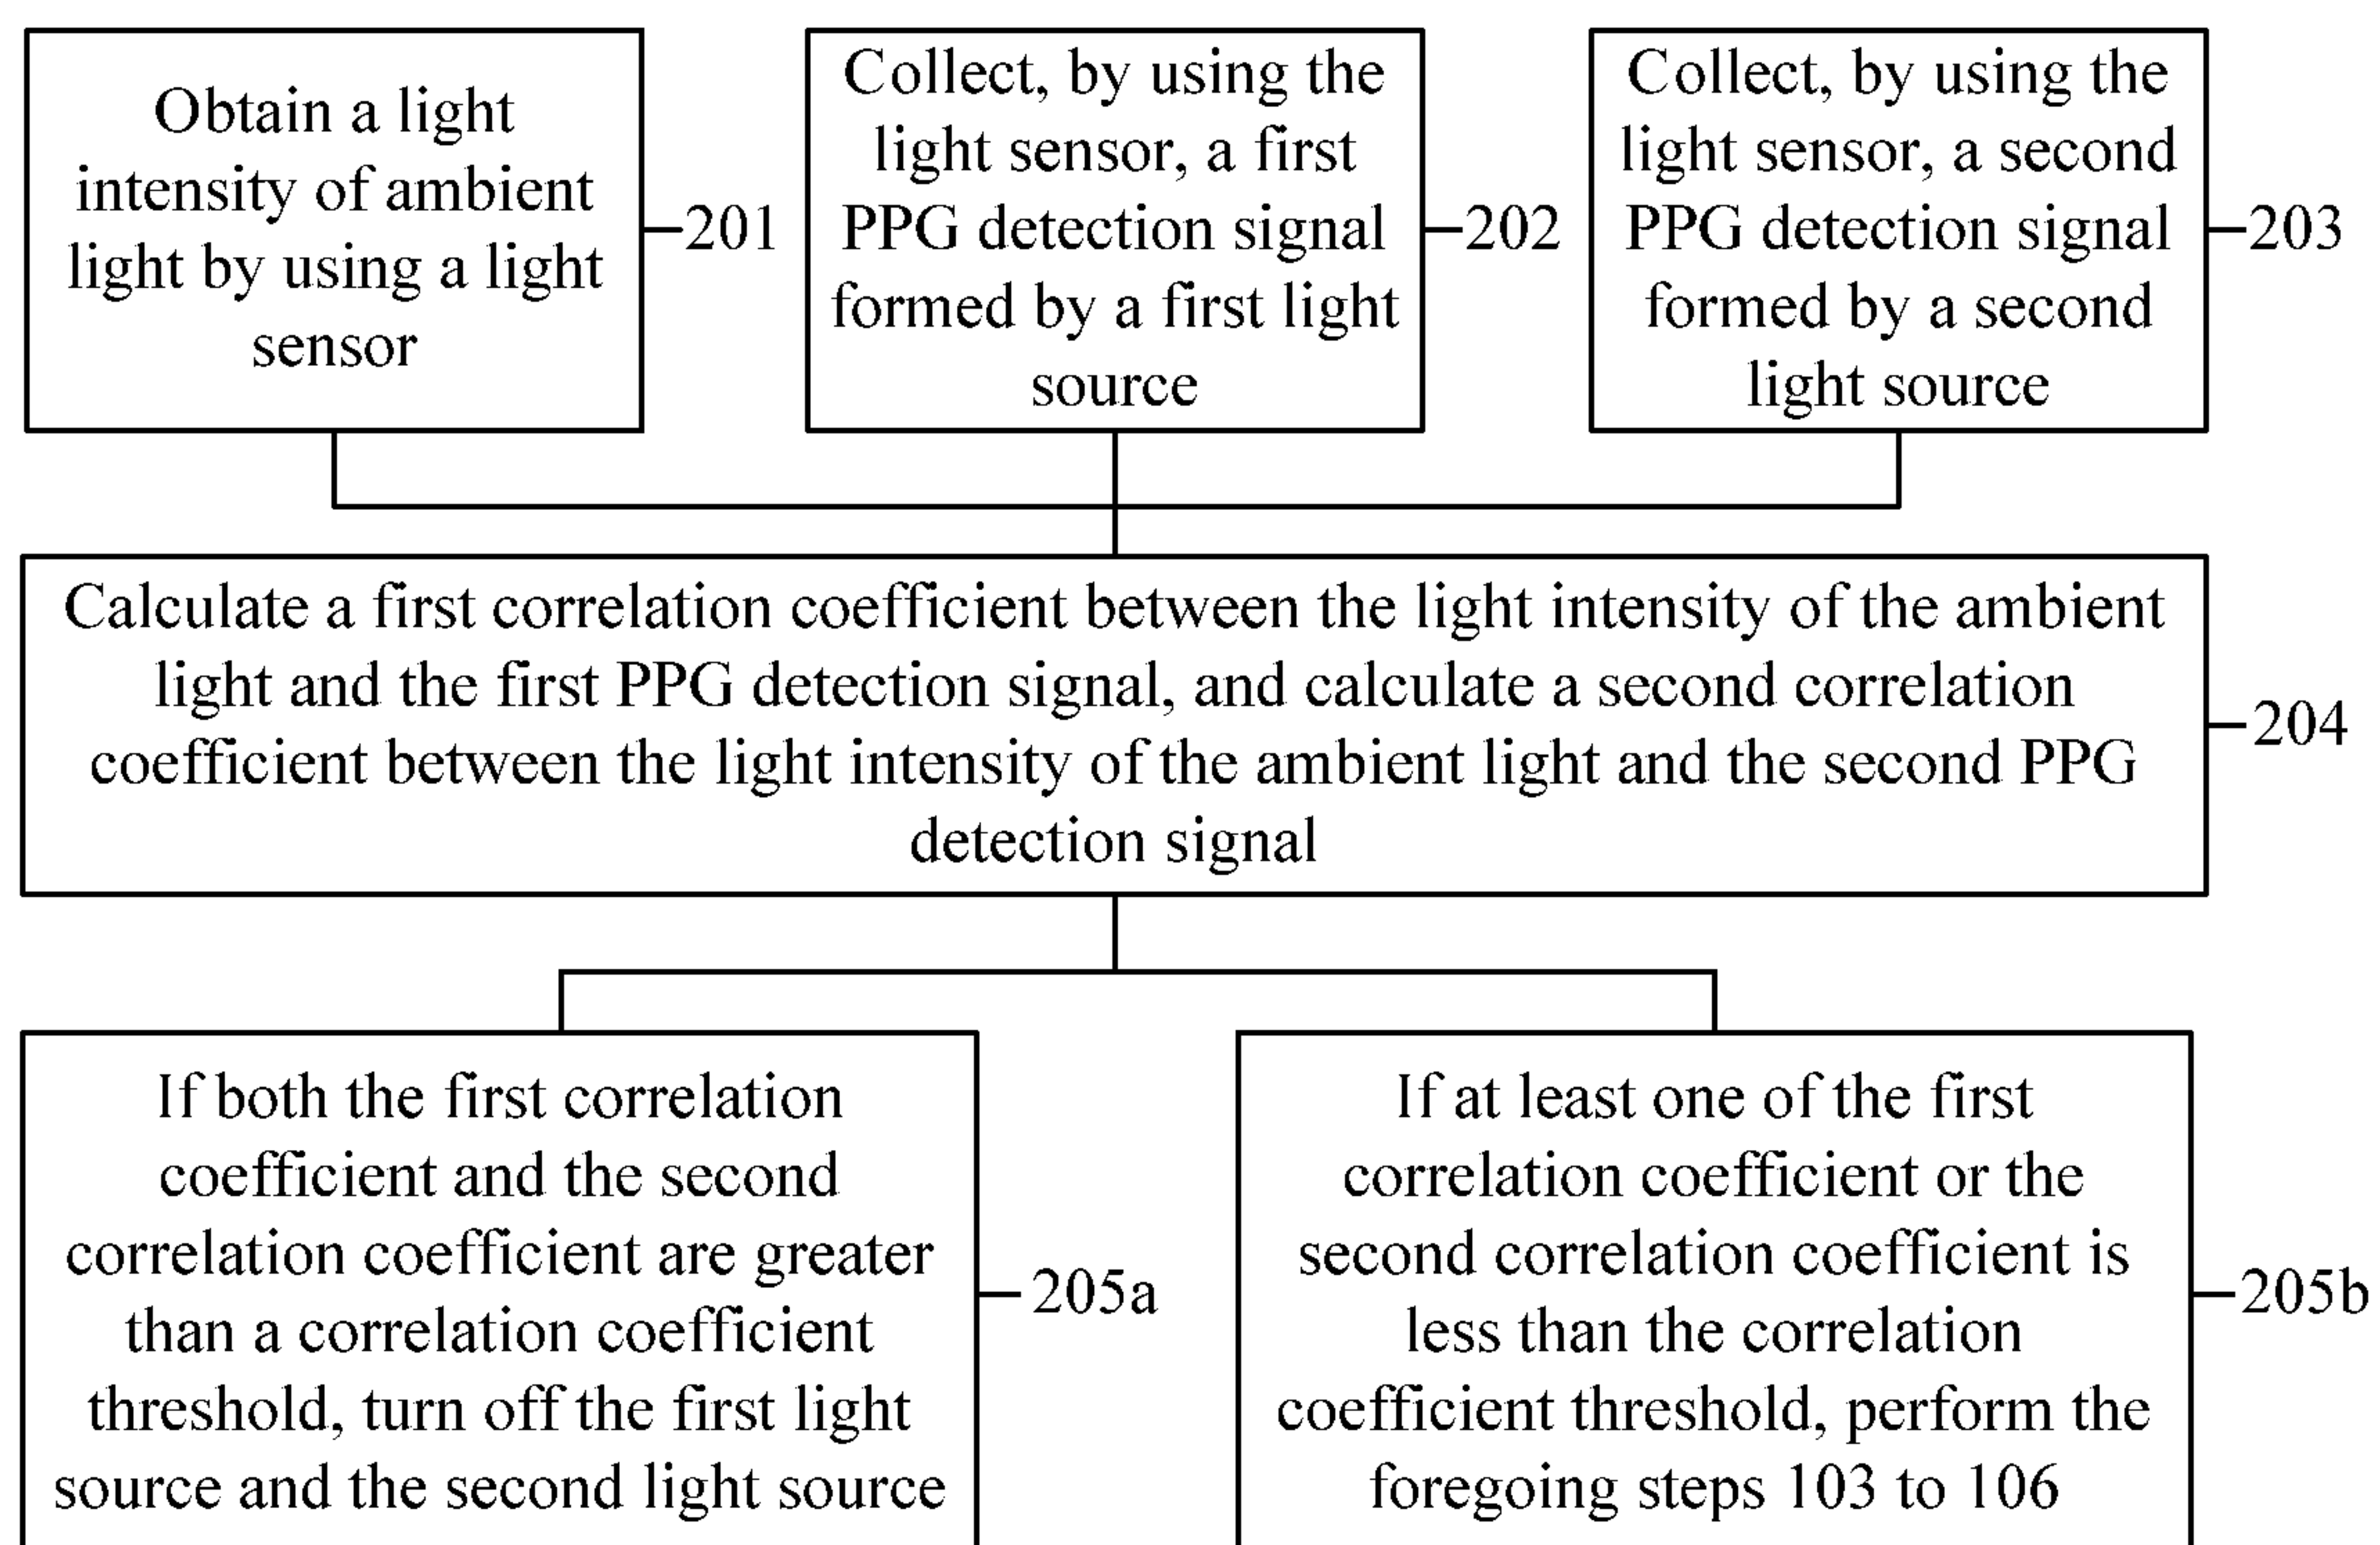 Obtain a light
intensity of ambient
light by using a light
sensor
201
Collect, by using the
light sensor, a first
PPG detection signal
formed by a first light
source
202
Collect, by using the
light sensor, a second
PPG detection signal
formed by a second
light source
203
Calculate a first correlation coefficient between the light intensity of the ambient
light and the first PPG detection signal, and calculate a second correlation
coefficient between the light intensity of the ambient light and the second PPG
detection signal
204
If both the first correlation
coefficient and the second
correlation coefficient are greater
than a correlation coefficient
threshold, turn off the first light
source and the second light source
205a
If at least one of the first
correlation coefficient or the
second correlation coefficient is
less than the correlation
coefficient threshold, perform the
foregoing steps 103 to 106
205b